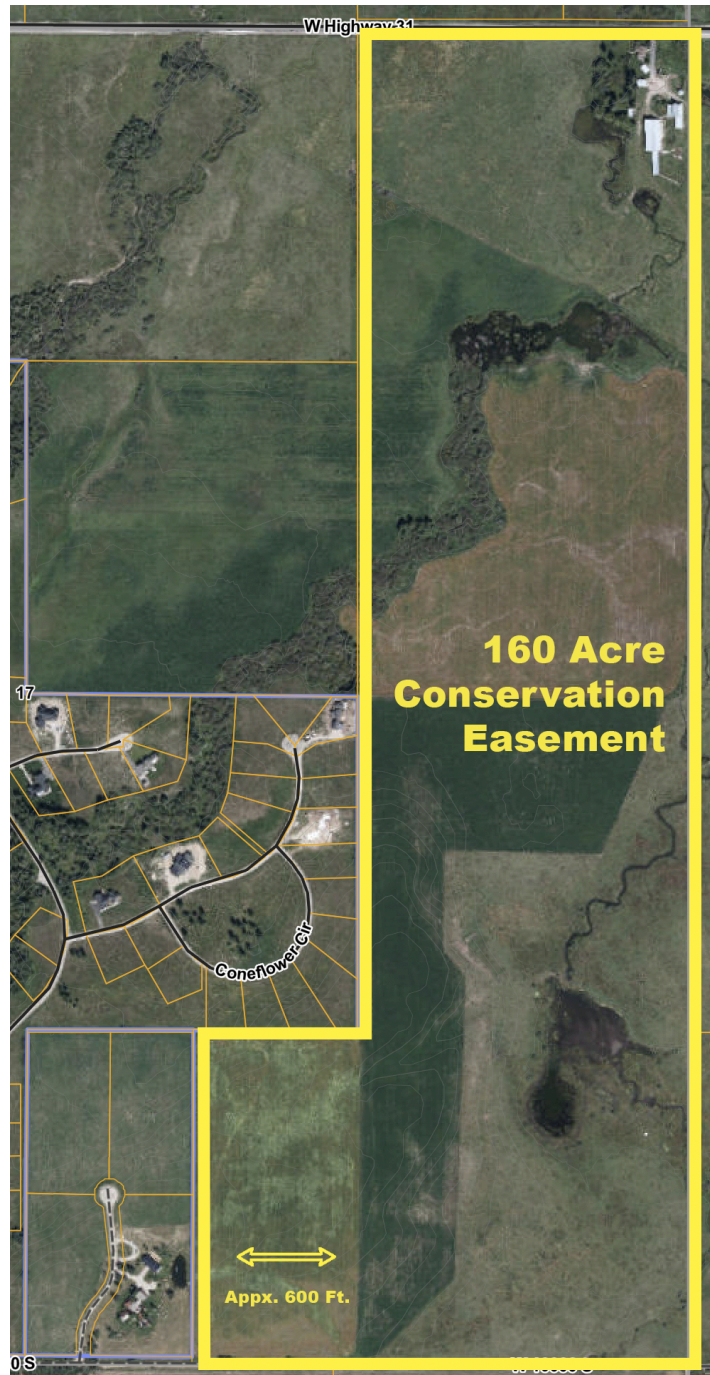 W Highway 31
160 Acre
Conservation
Easement
17
Coneflower Cir
Appx. 600 Ft.
0 S